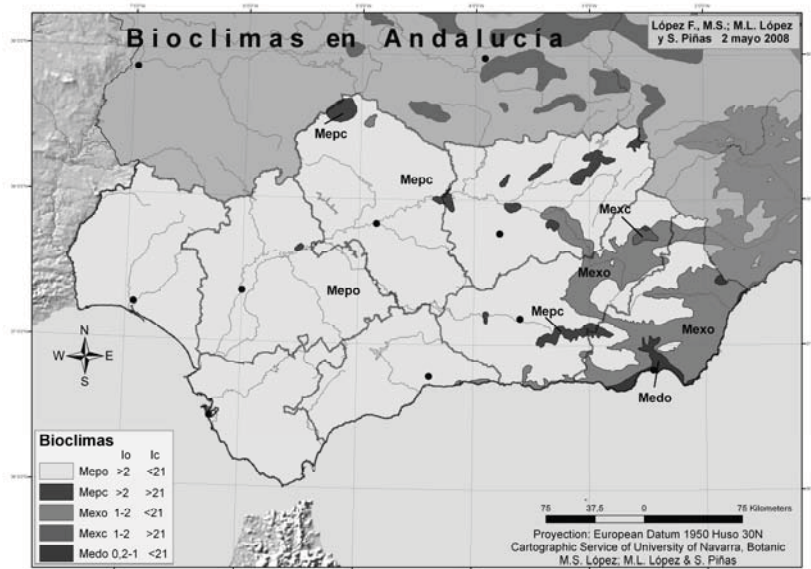 Bioclimas en Andalucía
López F., M.S.; M.L. López
y S. Piñas 2 mayo 2008
Mepc
Mepc
Mexc
Mexo
Mepo
Mepc
Mexo
Medo
N
W E
S
Bioclimas
Io Ic
Mepo >2 <21
Mepc >2 >21
Mexo 1-2 <21
Mexc 1-2 >21
Medo 0,2-1 <21
75 37,5 0 75 Kilometers
Proyection: European Datum 1950 Huso 30N
Cartographic Service of University of Navarra, Botanic
M.S. López; M.L. López & S. Piñas